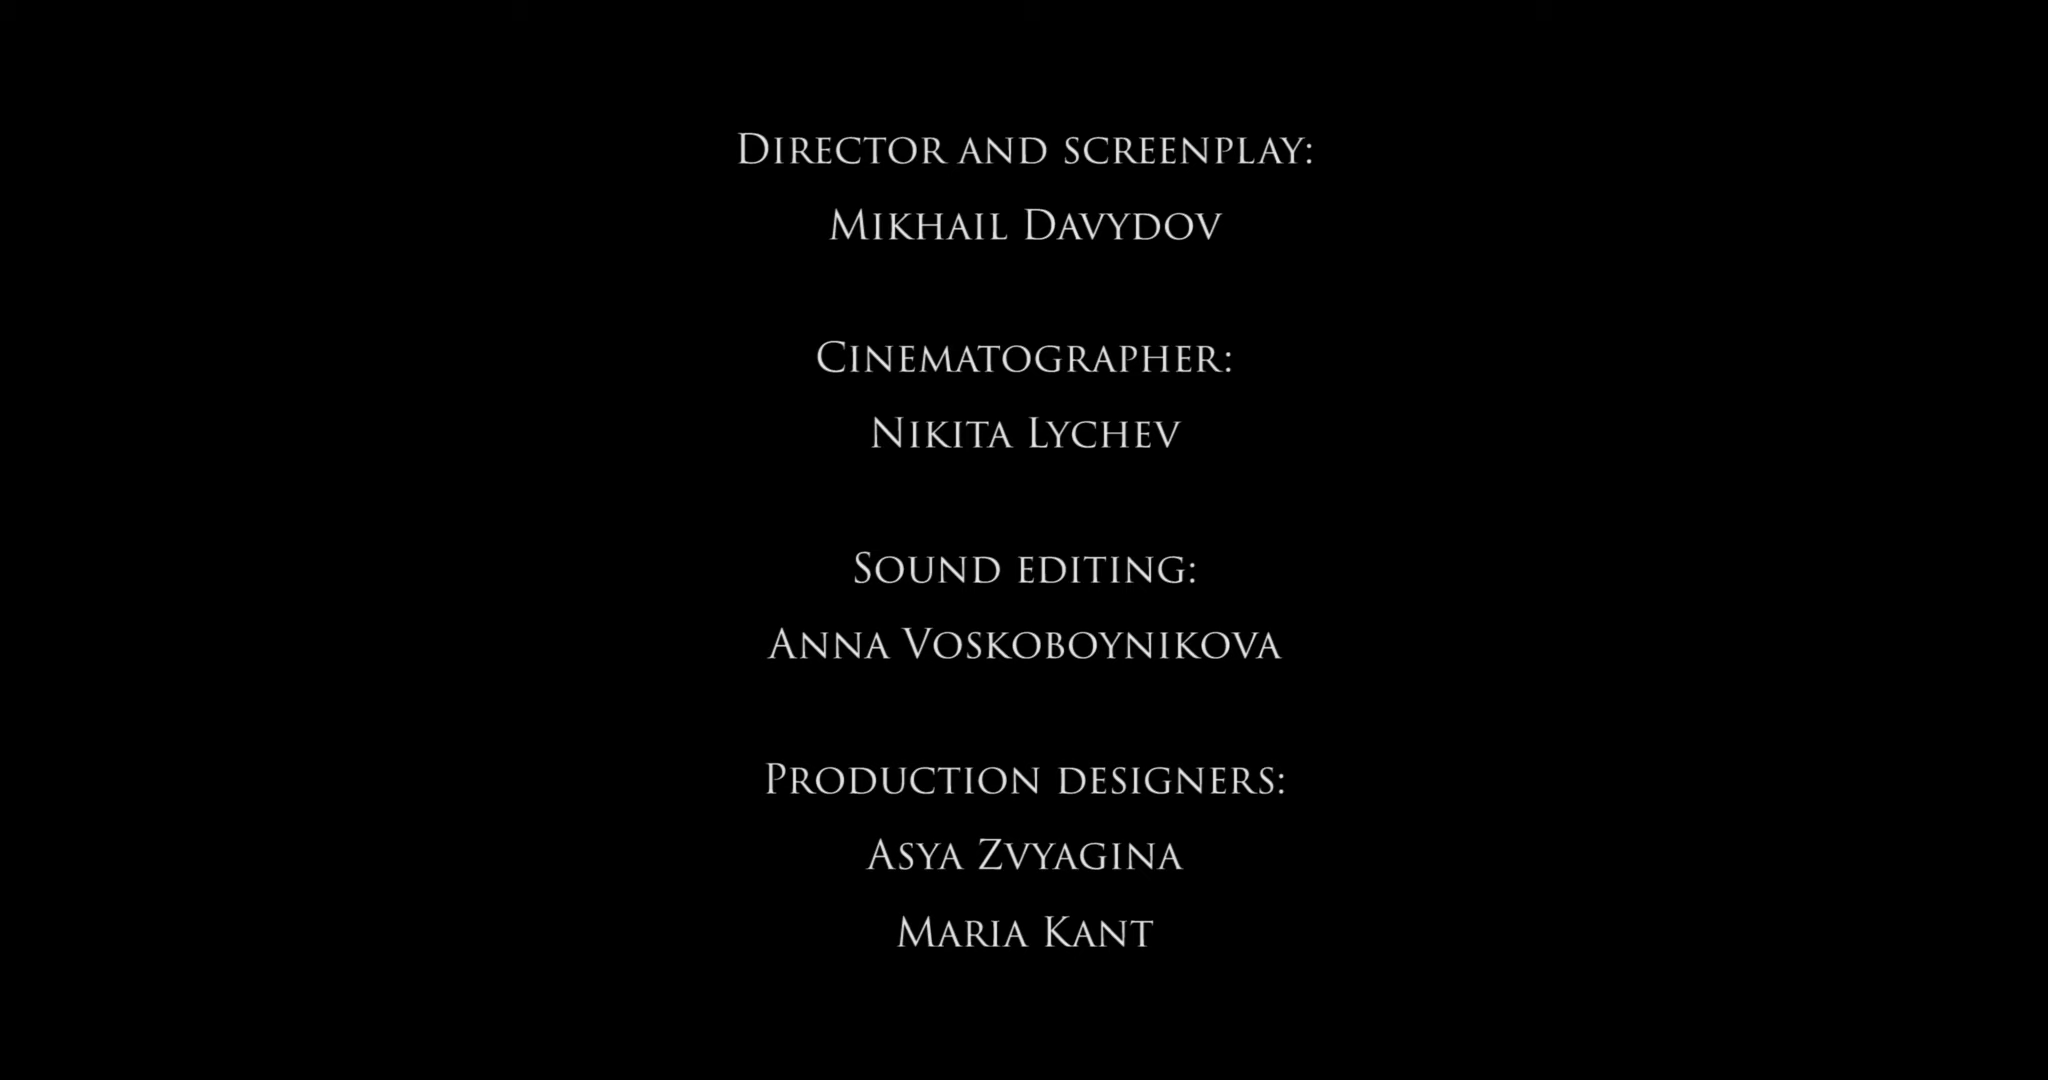 Director and screenplay:
Mikhail Davydov
Cinematographer:
Nikita Lychev
Sound editing:
Anna Voskoboynikova
Production designers:
Asya Zvyagina
Maria Kant